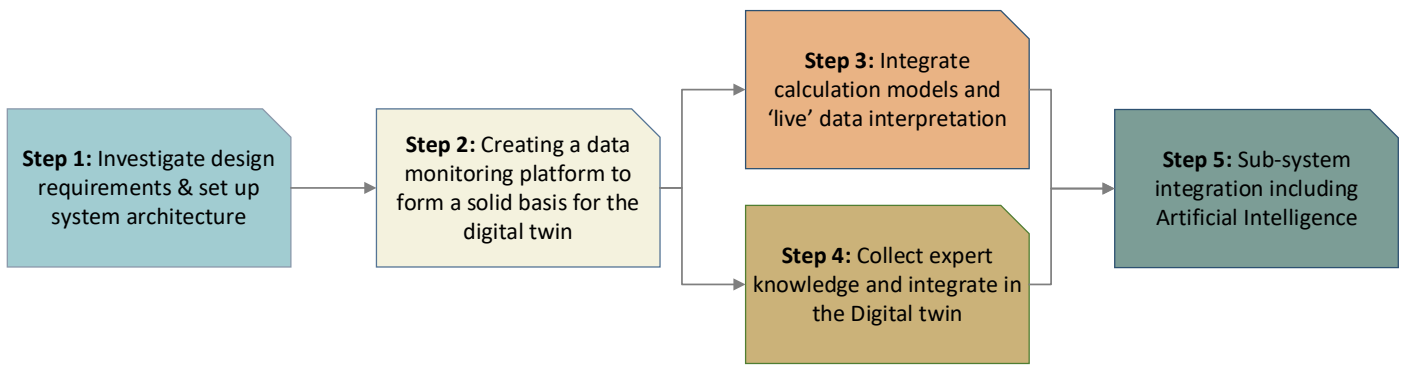 Step 1: Investigate design
requirements & set up
system architecture
Step 2: Creating a data
monitoring platform to
form a solid basis for the
digital twin
Step 3: Integrate
calculation models and
‘live’ data interpretation
Step 4: Collect expert
knowledge and integrate in
the Digital twin
Step 5: Sub-system
integration including
Artificial Intelligence